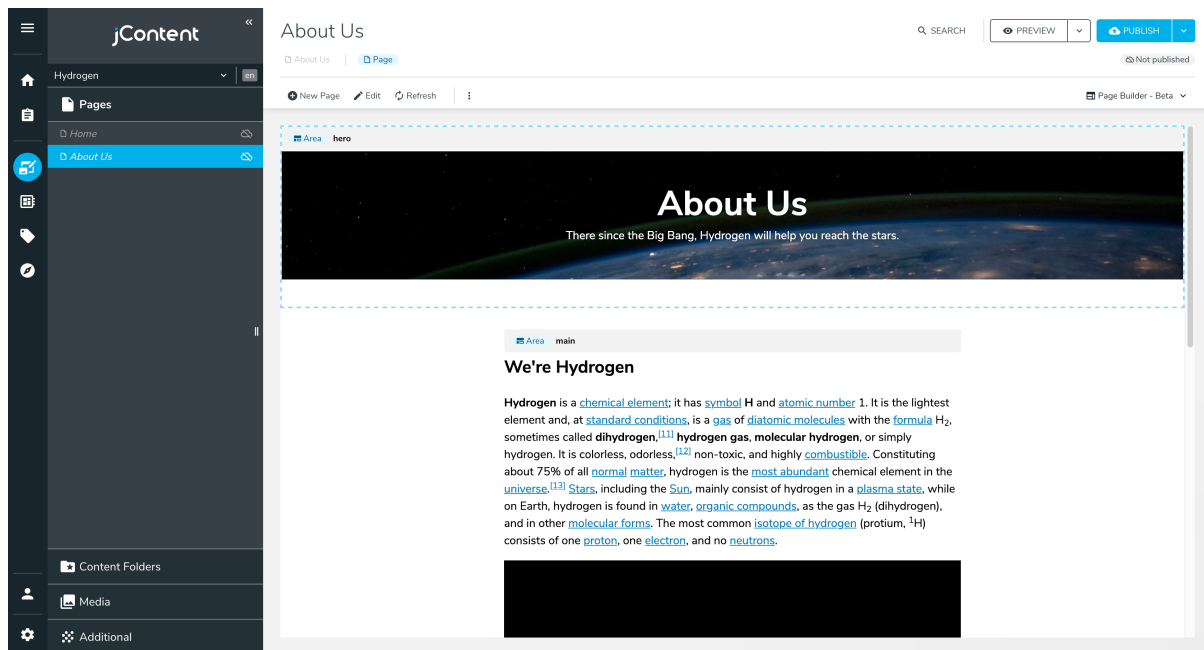 jContent
«
Hydrogen
en
Pages
Home
About Us
Content Folders
Media
Additional
About Us
SEARCH
PREVIEW
PUBLISH
About Us
Page
Not published
New Page
Edit
Refresh
Page Builder - Beta
Area hero
About Us
There since the Big Bang, Hydrogen will help you reach the stars.
Area main
We're Hydrogen
Hydrogen is a chemical element; it has symbol H and atomic number 1. It is the lightest
element and, at standard conditions, is a gas of diatomic molecules with the formula H₂,
sometimes called dihydrogen,[11] hydrogen gas, molecular hydrogen, or simply
hydrogen. It is colorless, odorless,[12] non-toxic, and highly combustible. Constituting
about 75% of all normal matter, hydrogen is the most abundant chemical element in the
universe.[13] Stars, including the Sun, mainly consist of hydrogen in a plasma state, while
on Earth, hydrogen is found in water, organic compounds, as the gas H₂ (dihydrogen),
and in other molecular forms. The most common isotope of hydrogen (protium, ¹H)
consists of one proton, one electron, and no neutrons.